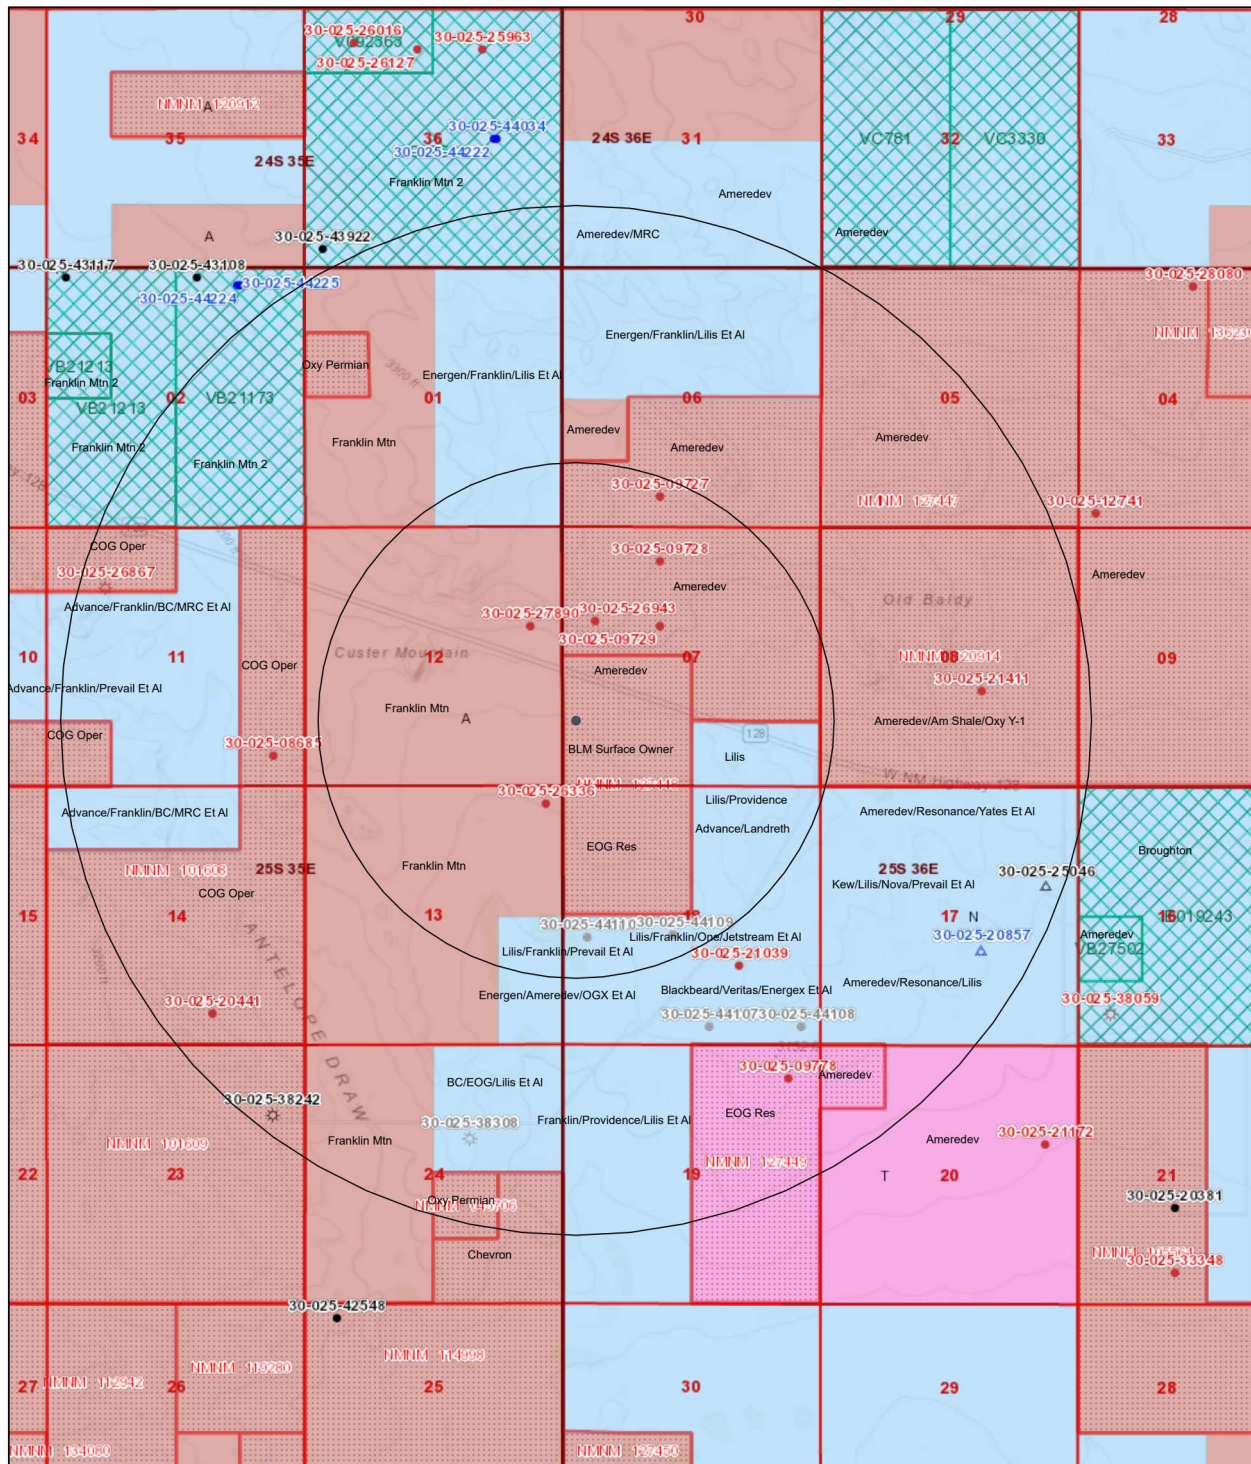 30
29
28
30-025-26016
VC92363
30-025-25963
30-025-26127
NMNM 120912
A
34
35
36
30-025-44034
30-025-44222
24S 35E
24S 36E
31
VC781
32
VC3330
33
Franklin Mtn 2
Ameredev
A
30-025-43922
Ameredev/MRC
Ameredev
30-025-43117
30-025-43108
30-025-44225
30-025-44224
30-025-28080
Energen/Franklin/Lilis Et Al
VB21213
Franklin Mtn 2
Oxy Permian
3300 ft
Energen/Franklin/Lilis Et Al
03
VB21213
02
VB21173
01
06
05
04
Franklin Mtn
Ameredev
Ameredev
Ameredev
Franklin Mtn 2
Franklin Mtn 2
30-025-09727
NMNM 127447
30-025-12741
COG Oper
30-025-26867
30-025-09728
Ameredev
Ameredev
Advance/Franklin/BC/MRC Et Al
30-025-27890
30-025-26943
30-025-09729
Old Baldy
10
11
COG Oper
Custer Mountain
12
Ameredev
07
08
09
30-025-21411
Advance/Franklin/Prevail Et Al
Franklin Mtn
A
Ameredev/Am Shale/Oxy Y-1
COG Oper
30-025-08685
BLM Surface Owner
Lilis
128
W NM Highway 128
30-025-26336
Lilis/Providence
Advance/Franklin/BC/MRC Et Al
Ameredev/Resonance/Yates Et Al
Advance/Landreth
EOG Res
Broughton
NMNM 101608
25S 35E
Franklin Mtn
25S 36E
30-025-25046
COG Oper
Kew/Lilis/Nova/Prevail Et Al
15
14
13
18
17
N
16
30-025-44110
30-025-44109
Lilis/Franklin/One/Jetstream Et Al
30-025-20857
Ameredev
VB27502
Lilis/Franklin/Prevail Et Al
30-025-21039
ANTELOPE DRAW
Energen/Ameredev/OGX Et Al
Blackbeard/Veritas/Energex Et Al
Ameredev/Resonance/Lilis
30-025-20441
30-025-44107
30-025-44108
30-025-38059
BC/EOG/Lilis Et Al
30-025-09778
Ameredev
30-025-38242
Franklin/Providence/Lilis Et Al
EOG Res
30-025-38308
NMNM 101609
Franklin Mtn
Ameredev
30-025-21172
NMNM 127449
22
23
24
19
T
20
21
Oxy Permian
30-025-20381
Chevron
30-025-33348
30-025-42548
NMNM 114998
NMNM 119280
NMNM 112942
27
26
25
30
29
28
NMNM 134080
NMNM 127450